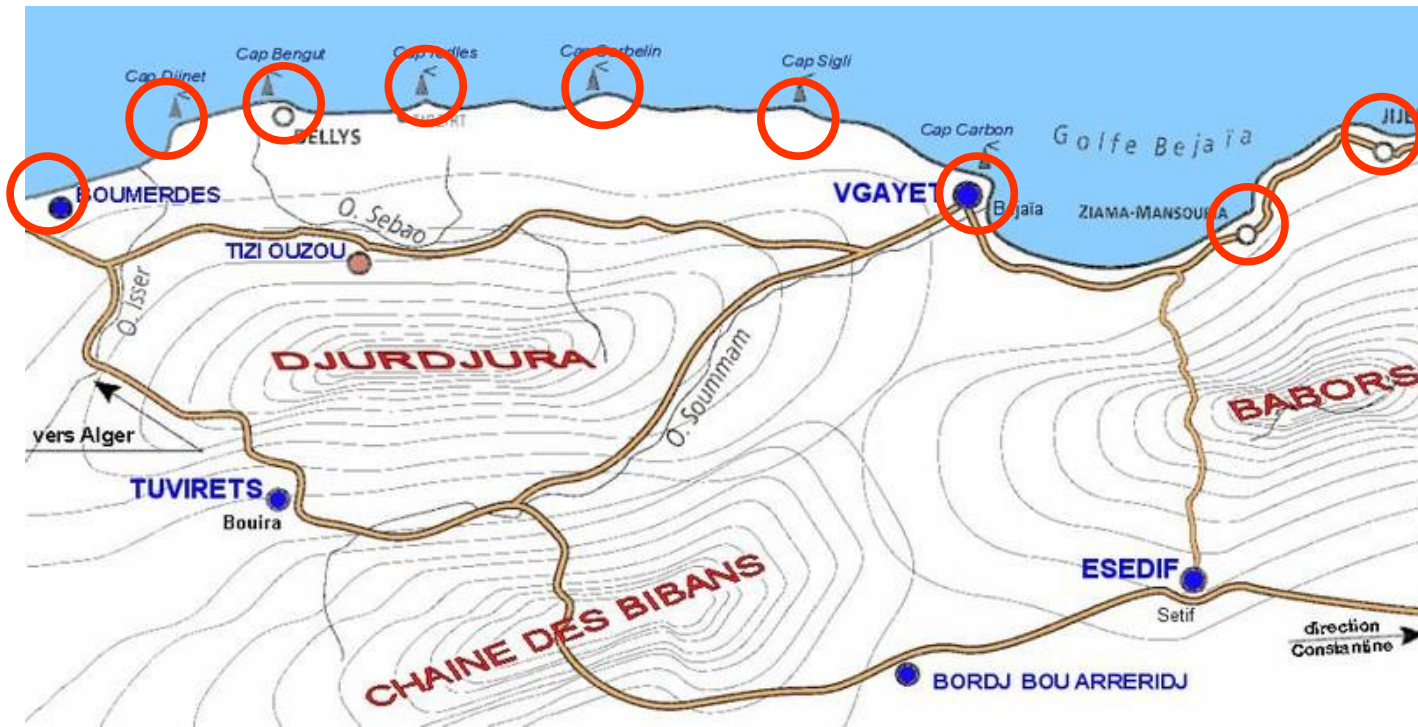 Cap Bengut
Cap Tedles
Cap Corbelin
Cap Sigli
Cap Djinet
DELLYS
Cap Carbon
Golfe Bejaïa
BOUMERDES
VGAYET
Bejaïa
ZIAMA-MANSOURIA
O. Sebao
TIZI OUZOU
O. Isser
DJURDJURA
O. Soummam
BABORS
vers Alger
TUVIRETS
Bouira
CHAINE DES BIBANS
ESEDIF
Setif
direction
Constantine
BORDJ BOU ARRERIDJ